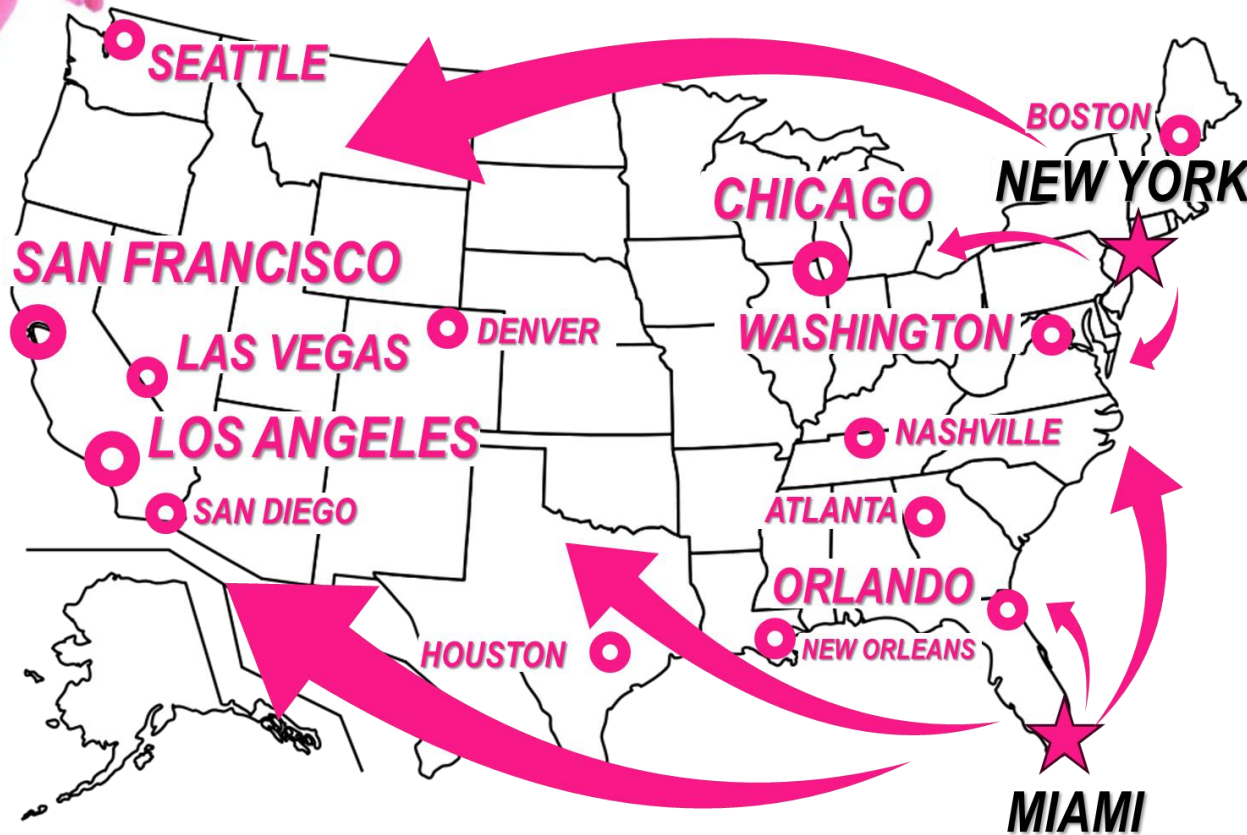 SEATTLE
BOSTON
NEW YORK
CHICAGO
SAN FRANCISCO
DENVER
WASHINGTON
LAS VEGAS
LOS ANGELES
NASHVILLE
SAN DIEGO
ATLANTA
ORLANDO
HOUSTON
NEW ORLEANS
MIAMI